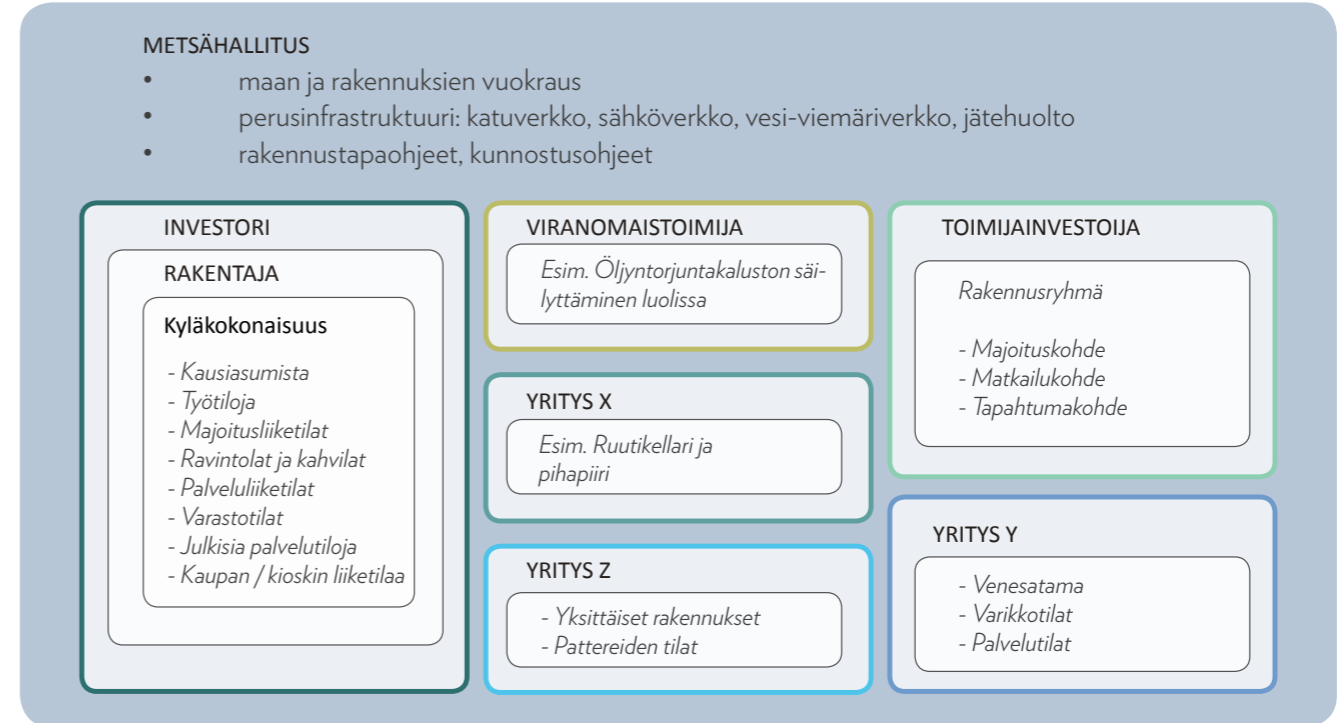 METSÄHALLITUS
• maan ja rakennuksien vuokraus
• perusinfrastruktuuri: katuverkko, sähköverkko, vesi-viemäriverkko, jätehuolto
• rakennustapaohjeet, kunnostusohjeet
INVESTORI
RAKENTAJA
Kyläkokonaisuus
- Kausiasumista
- Työtiloja
- Majoitusliiketilat
- Ravintolat ja kahvilat
- Palveluliiketilat
- Varastotilat
- Julkisia palvelutiloja
- Kaupan / kioskin liiketilaa
VIRANOMAISTOIMIJA
Esim. Öljyntorjuntakaluston säi-
lyttäminen luolissa
YRITYS X
Esim. Ruutikellari ja
pihapiiri
YRITYS Z
- Yksittäiset rakennukset
- Pattereiden tilat
TOIMIJAINVESTOIJA
Rakennusryhmä
- Majoituskohde
- Matkailukohde
- Tapahtumakohde
YRITYS Y
- Venesatama
- Varikkotilat
- Palvelutilat